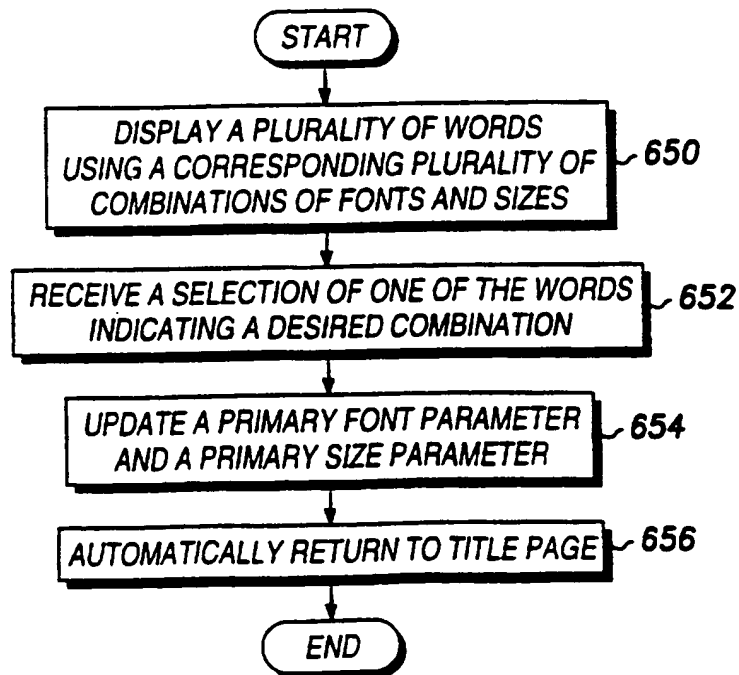 START
DISPLAY A PLURALITY OF WORDS
USING A CORRESPONDING PLURALITY OF
COMBINATIONS OF FONTS AND SIZES
650
RECEIVE A SELECTION OF ONE OF THE WORDS
INDICATING A DESIRED COMBINATION
652
UPDATE A PRIMARY FONT PARAMETER
AND A PRIMARY SIZE PARAMETER
654
AUTOMATICALLY RETURN TO TITLE PAGE
656
END